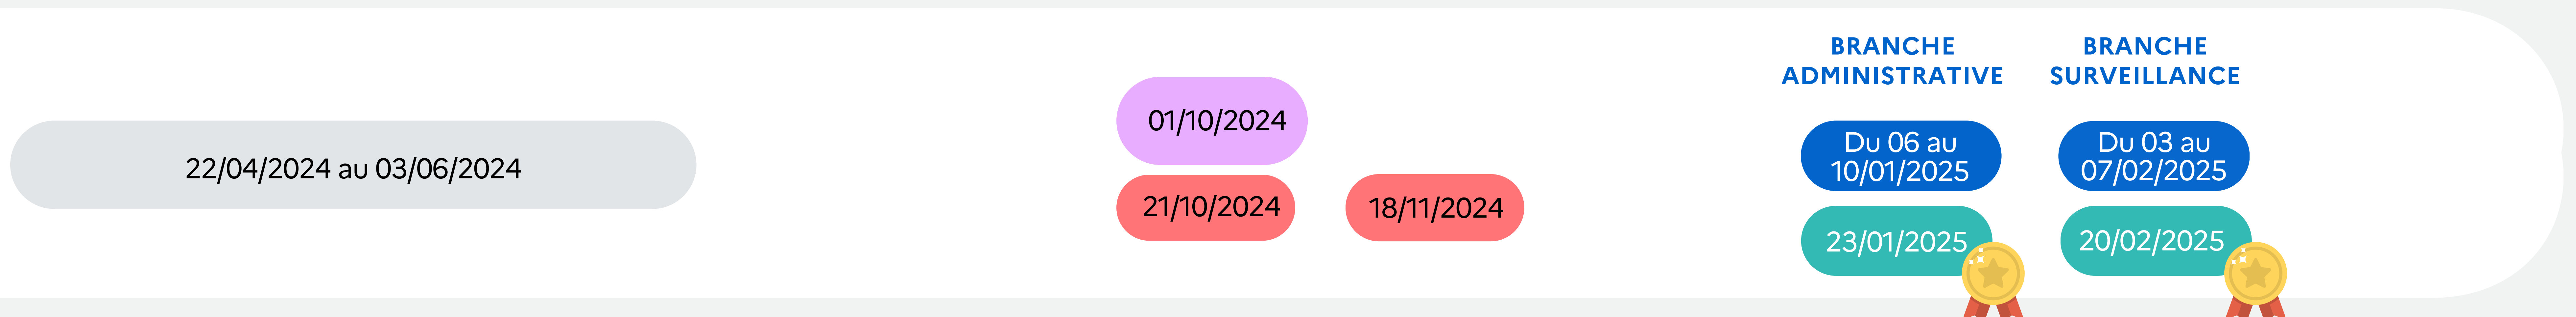 22/04/2024 au 03/06/2024
01/10/2024
21/10/2024
18/11/2024
BRANCHE
ADMINISTRATIVE
Du 06 au
10/01/2025
23/01/2025
BRANCHE
SURVEILLANCE
Du 03 au
07/02/2025
20/02/2025